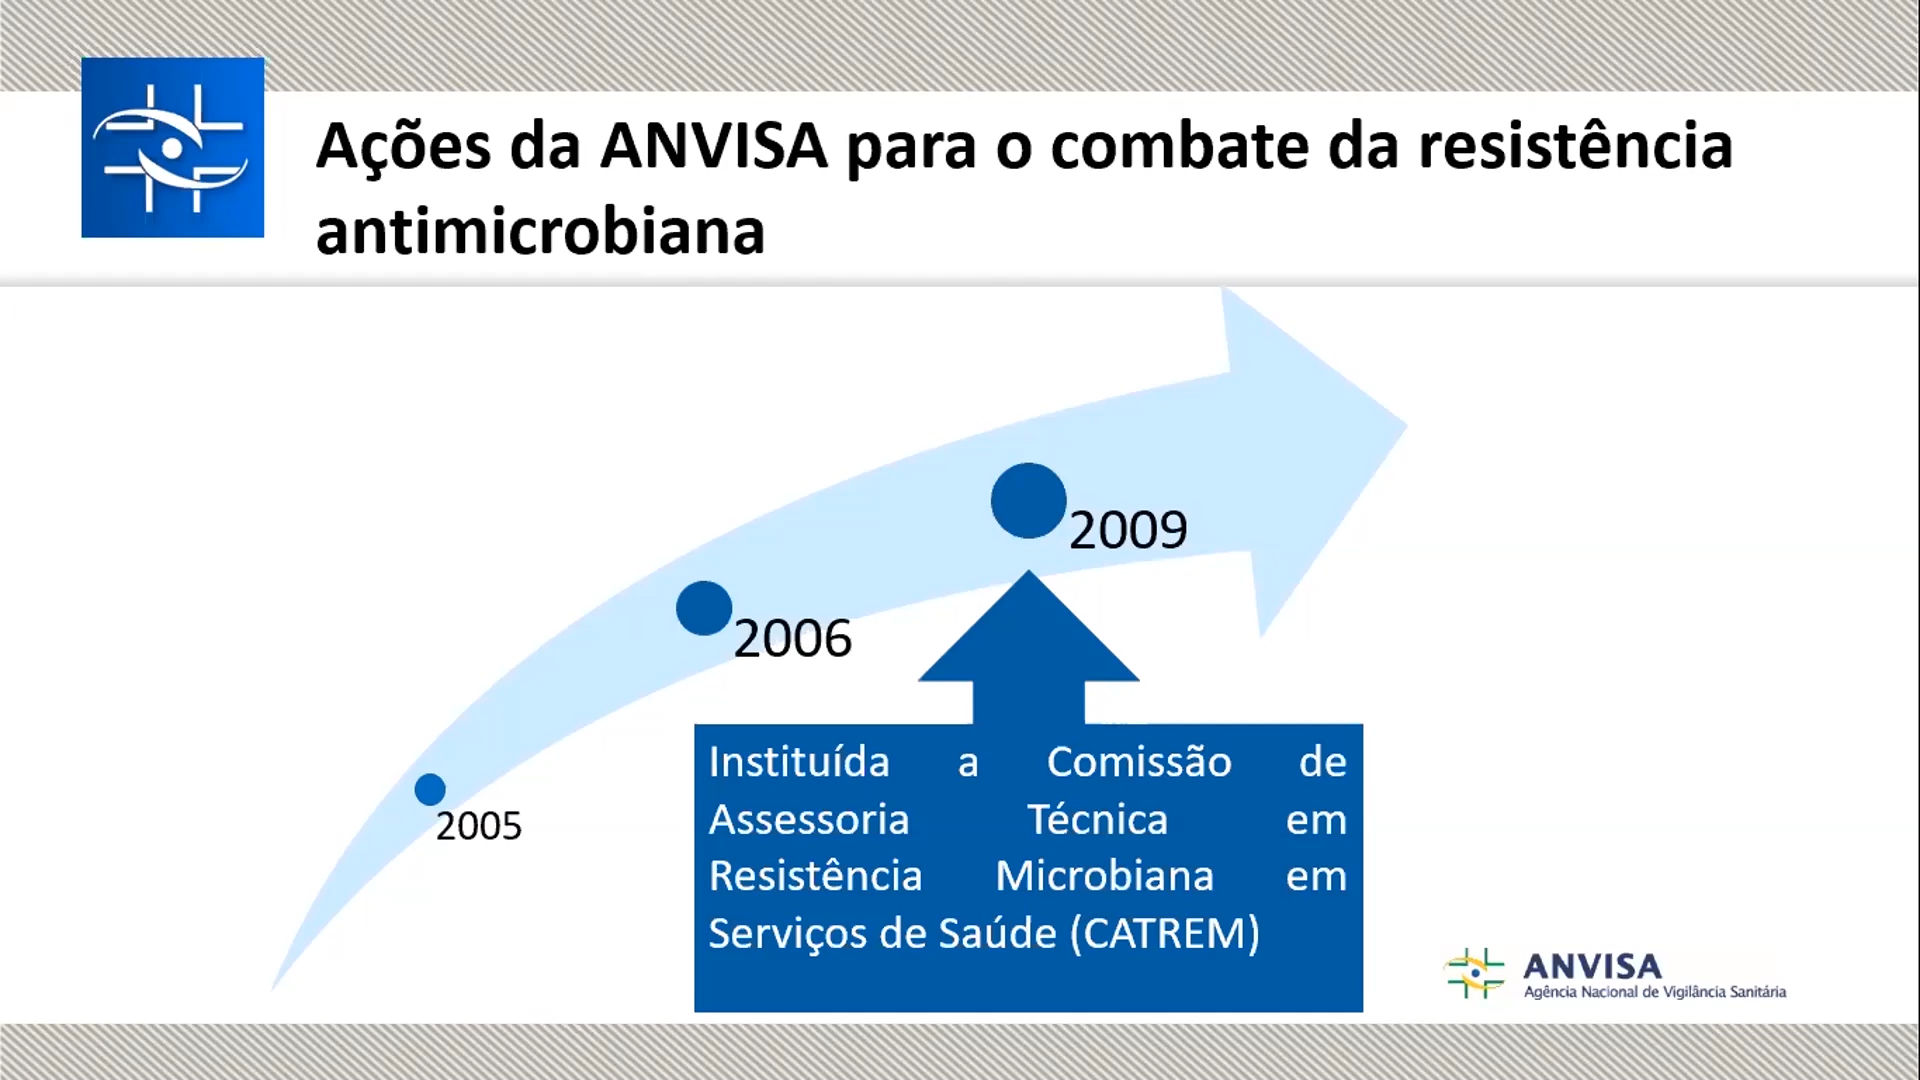 Ações da ANVISA para o combate da resistência
antimicrobiana
2009
2006
2005
Instituída a Comissão de
Assessoria Técnica em
Resistência Microbiana em
Serviços de Saúde (CATREM)
ANVISA
Agência Nacional de Vigilância Sanitária